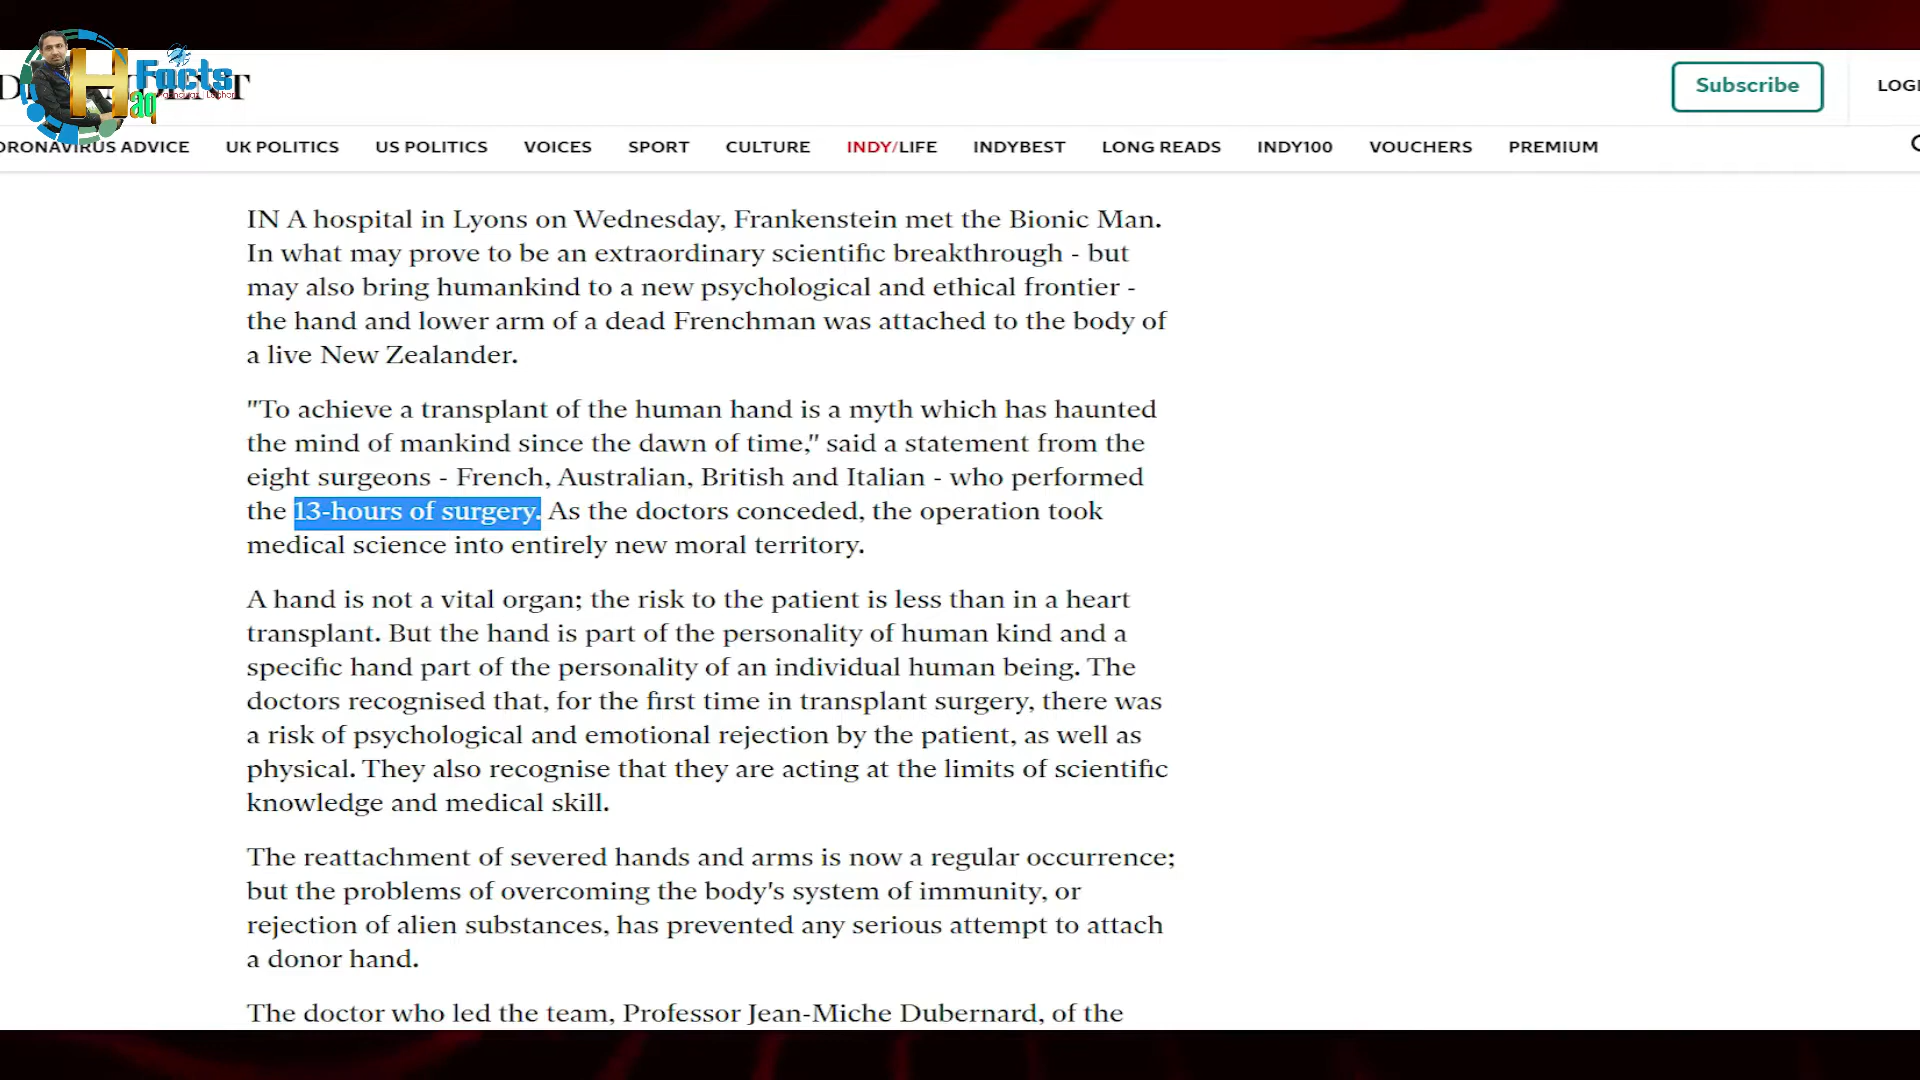 H Facts
aq
Subscribe
LOGI
ORONAVIRUS ADVICE UK POLITICS US POLITICS VOICES SPORT CULTURE INDY/LIFE INDYBEST LONG READS INDY100 VOUCHERS PREMIUM
IN A hospital in Lyons on Wednesday, Frankenstein met the Bionic Man.
In what may prove to be an extraordinary scientific breakthrough - but
may also bring humankind to a new psychological and ethical frontier -
the hand and lower arm of a dead Frenchman was attached to the body of
a live New Zealander.
"To achieve a transplant of the human hand is a myth which has haunted
the mind of mankind since the dawn of time," said a statement from the
eight surgeons - French, Australian, British and Italian - who performed
the 13-hours of surgery. As the doctors conceded, the operation took
medical science into entirely new moral territory.
A hand is not a vital organ; the risk to the patient is less than in a heart
transplant. But the hand is part of the personality of human kind and a
specific hand part of the personality of an individual human being. The
doctors recognised that, for the first time in transplant surgery, there was
a risk of psychological and emotional rejection by the patient, as well as
physical. They also recognise that they are acting at the limits of scientific
knowledge and medical skill.
The reattachment of severed hands and arms is now a regular occurrence;
but the problems of overcoming the body's system of immunity, or
rejection of alien substances, has prevented any serious attempt to attach
a donor hand.
The doctor who led the team, Professor Jean-Miche Dubernard, of the